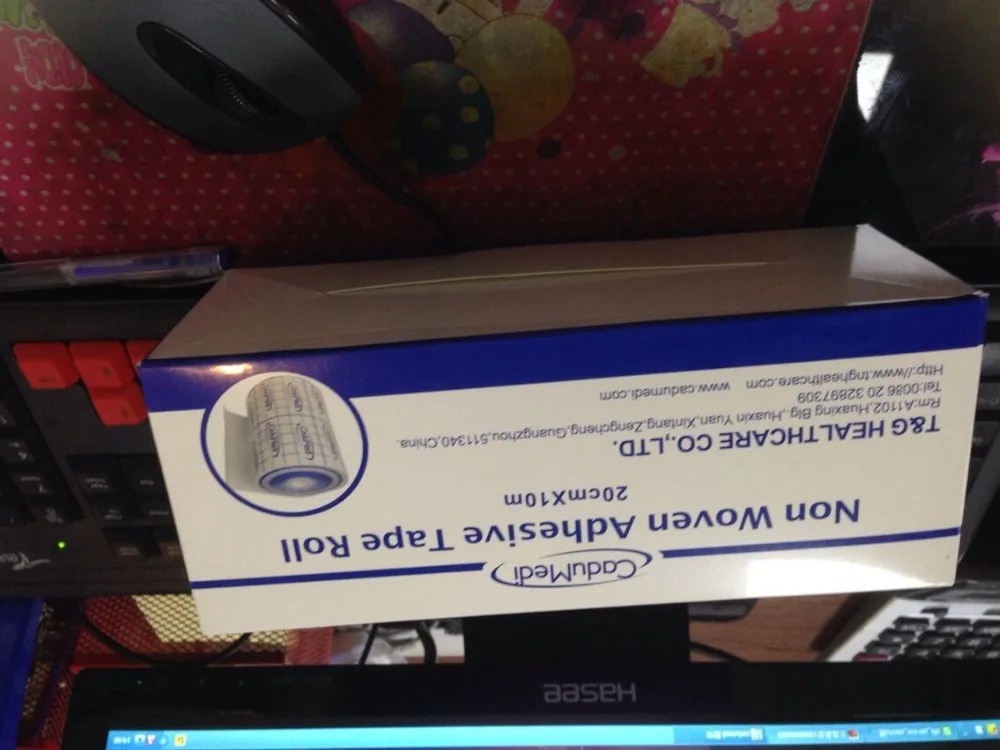 CaduMedi
Non Woven Adhesive Tape Roll
20cmX10m
T&G HEALTHCARE CO.,LTD.
Rm:A1102,Huaxing Blg.,Huaxin Yuan,Xintang,Zengcheng,Guangzhou,511340,China.
Tel:0086 20 32897309
Http://www.tnghealthcare.com www.cadumedi.com
Hasee